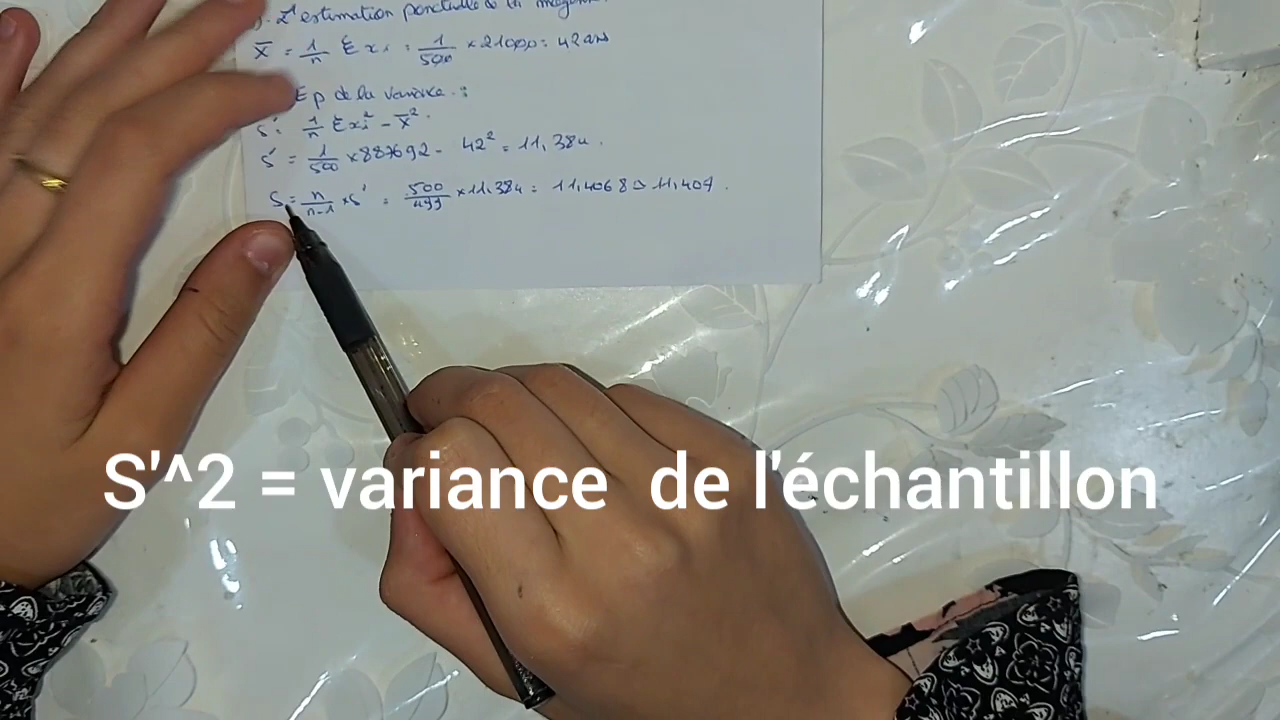 L'estimation ponctuelle de la moyenne
X̄ = 1/n Σ xi = 1/500 × 21000 = 42 ans
E p de la variance :
S' = 1/n Σ xi² - X̄²
S' = 1/500 × 887692 - 42² = 11,384.
S = n/n-1 × S' = 500/499 × 11,384 = 11,4068 ≃ 11,407.
S'^2 = variance de l'échantillon